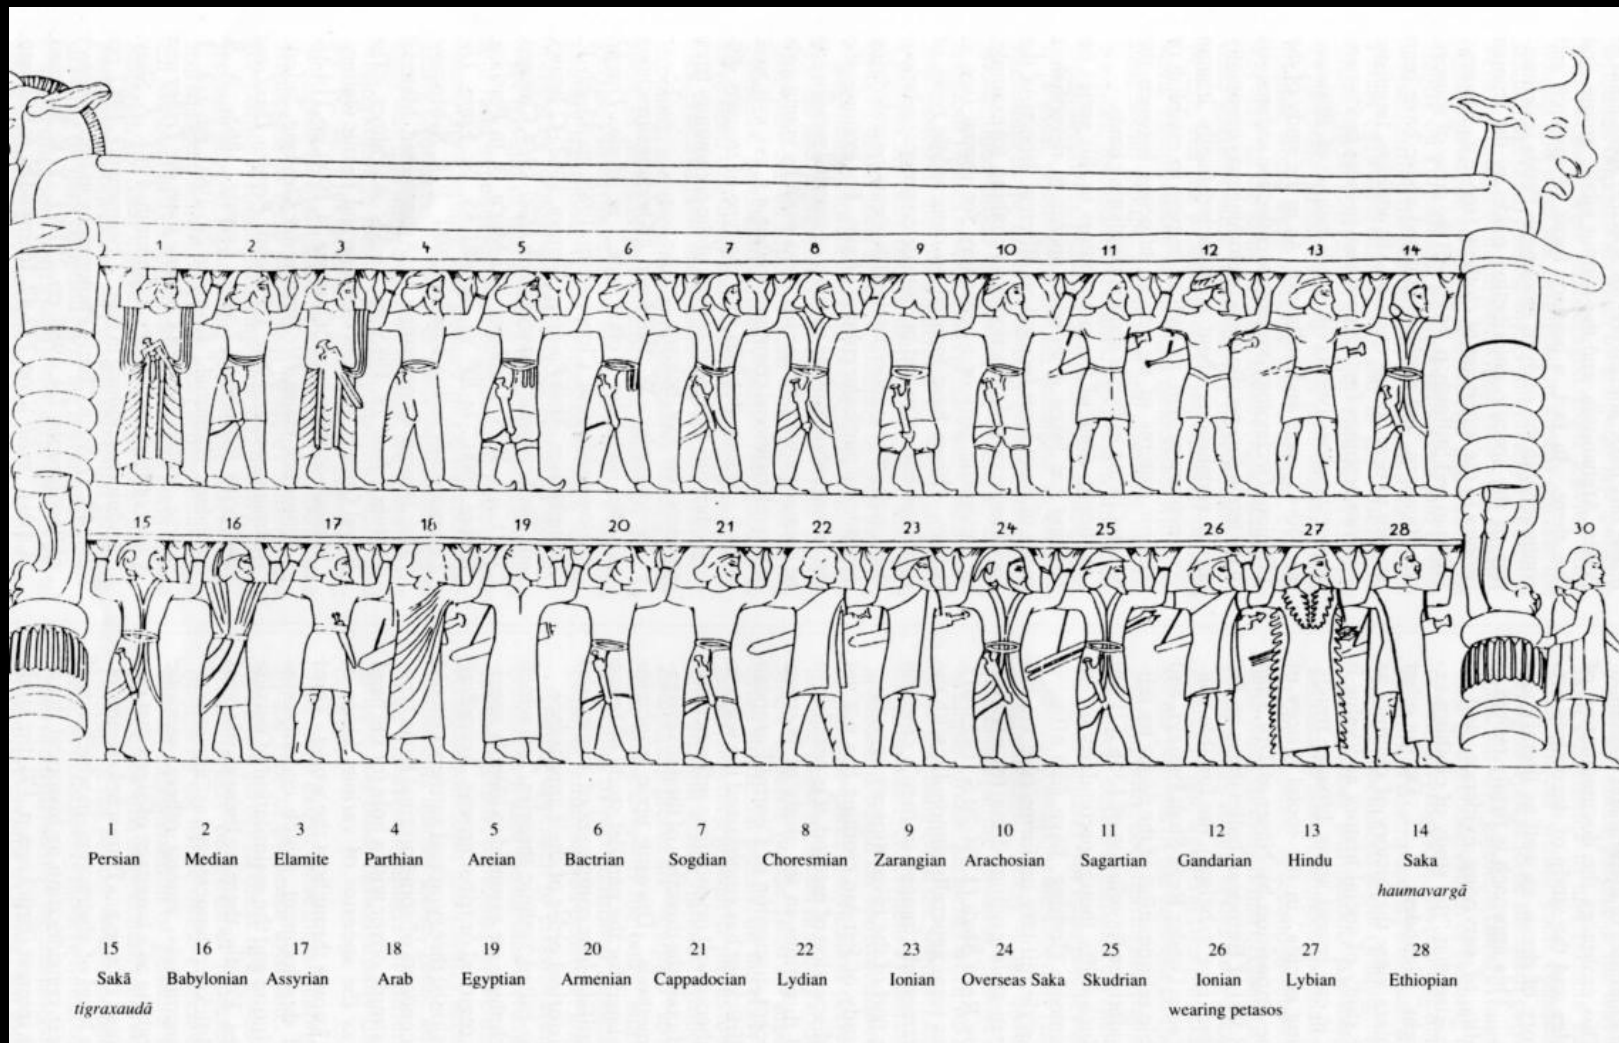 1 2 3 4 5 6 7 8 9 10 11 12 13 14
15 16 17 18 19 20 21 22 23 24 25 26 27 28 30
1 2 3 4 5 6 7 8 9 10 11 12 13 14
Persian Median Elamite Parthian Areian Bactrian Sogdian Choresmian Zarangian Arachosian Sagartian Gandarian Hindu Saka
haumavargā
15 16 17 18 19 20 21 22 23 24 25 26 27 28
Sakā Babylonian Assyrian Arab Egyptian Armenian Cappadocian Lydian Ionian Overseas Saka Skudrian Ionian Lybian Ethiopian
tigraxaudā wearing petasos